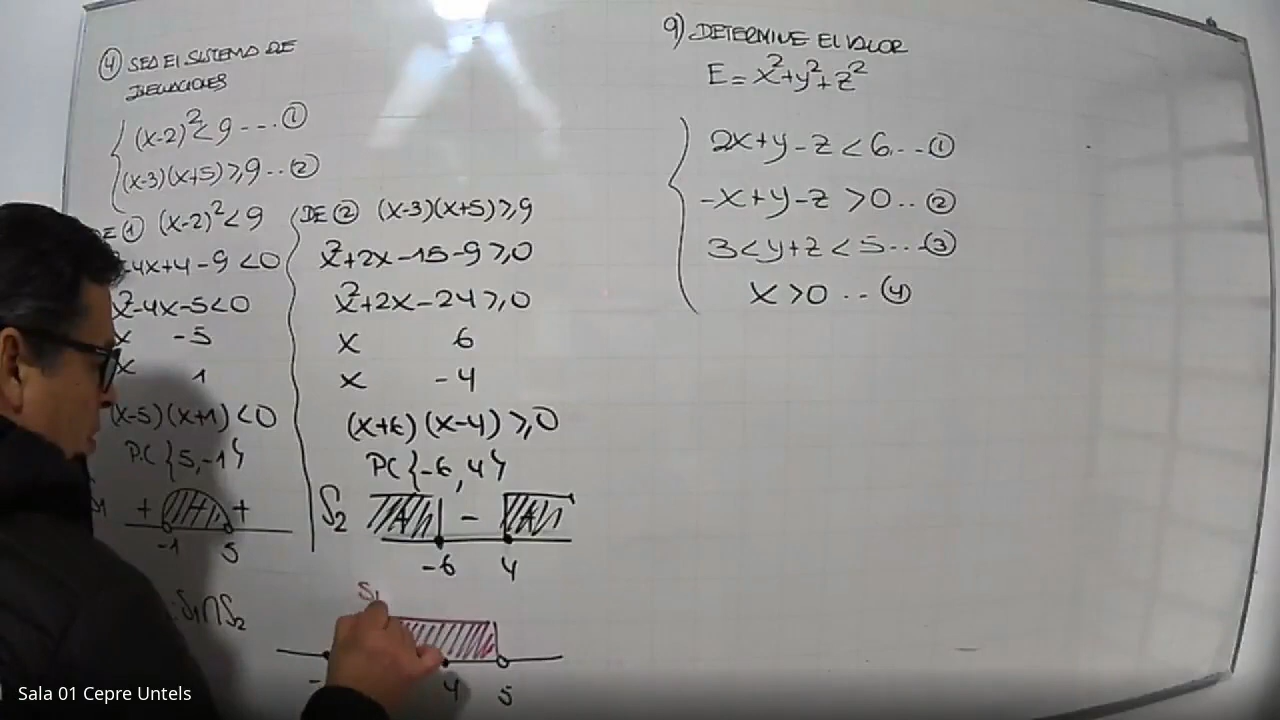 ④ SEA EL SISTEMA DE
INECUACIONES
(x-2)² < 9 --- ①
(x-3)(x+5) ≥ 9 .. ②
DE ① (x-2)² < 9
-4x+4-9 < 0
x²-4x-5 < 0
x -5
x 1
(x-5)(x+1) < 0
P.C {5,-1}
S1 + - +
-1 5
S1∩S2
DE ② (x-3)(x+5) ≥ 9
x²+2x-15-9 ≥ 0
x²+2x-24 ≥ 0
x 6
x -4
(x+6)(x-4) ≥ 0
PC {-6,4}
S2 + - +
-6 4
S1
4 5
9) DETERMINE EL VALOR
E = x²+y²+z²
2x+y-z < 6 ... ①
-x+y-z > 0 .. ②
3 < y+z < 5 ... ③
x > 0 .. ④
Sala 01 Cepre Untels